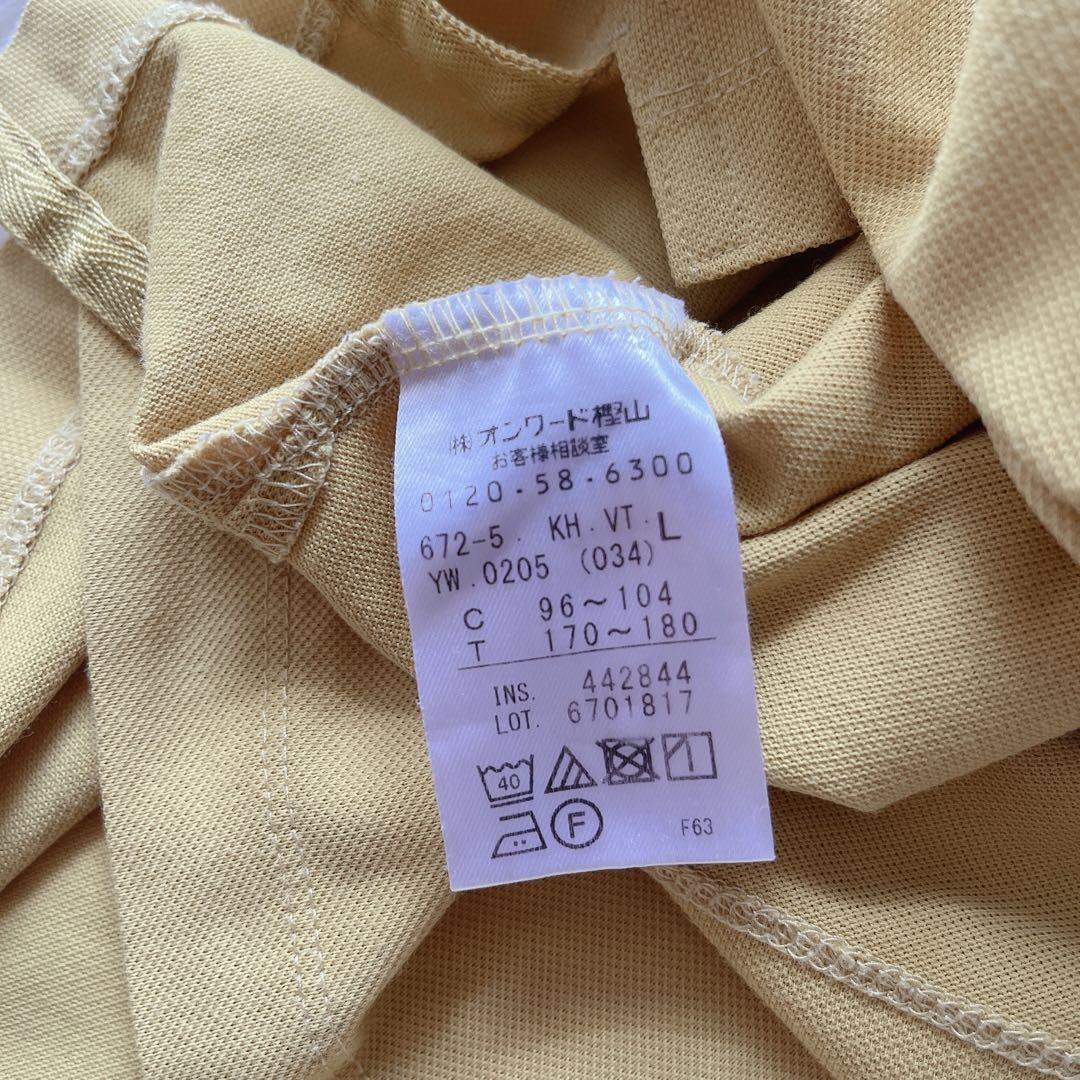 (株)オンワード樫山
お客様相談室
0120-58-6300
672-5. KH.VT. L
YW.0205 (034)
C 96~104
T 170~180
INS. 442844
LOT. 6701817
40
F
F63